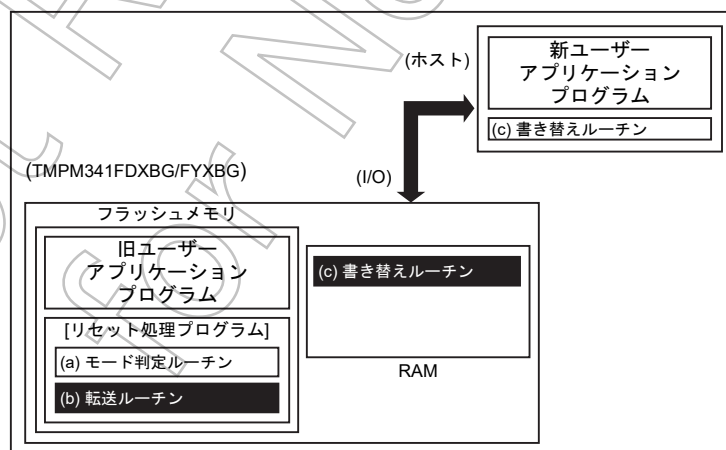 (ホスト)
新ユーザー
アプリケーション
プログラム
(c) 書き替えルーチン
(TMPM341FDXBG/FYXBG)
(I/O)
フラッシュメモリ
旧ユーザー
アプリケーション
プログラム
[リセット処理プログラム]
(a) モード判定ルーチン
(b) 転送ルーチン
(c) 書き替えルーチン
RAM